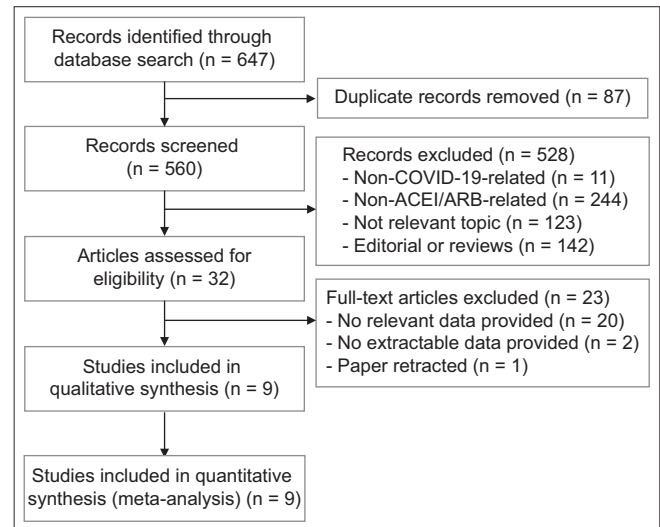 Records identified through
database search (n = 647)
Duplicate records removed (n = 87)
Records screened
(n = 560)
Records excluded (n = 528)
- Non-COVID-19-related (n = 11)
- Non-ACEI/ARB-related (n = 244)
- Not relevant topic (n = 123)
- Editorial or reviews (n = 142)
Articles assessed for
eligibility (n = 32)
Full-text articles excluded (n = 23)
- No relevant data provided (n = 20)
- No extractable data provided (n = 2)
- Paper retracted (n = 1)
Studies included in
qualitative synthesis (n = 9)
Studies included in quantitative
synthesis (meta-analysis) (n = 9)